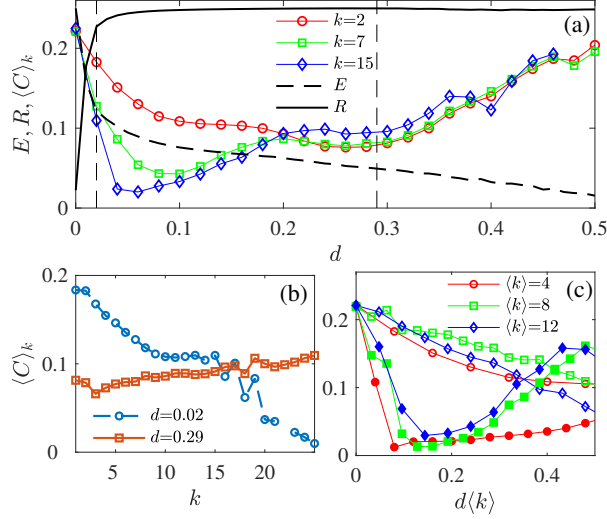 E, R, ⟨C⟩k
0.2
0.1
0
(a)
k=2
k=7
k=15
E
R
0 0.1 0.2 0.3 0.4 0.5
d
⟨C⟩k
0.2
0.1
0
(b)
d=0.02
d=0.29
5 10 15 20
k
0.2
0.1
0
(c)
⟨k⟩=4
⟨k⟩=8
⟨k⟩=12
0 0.2 0.4
d⟨k⟩